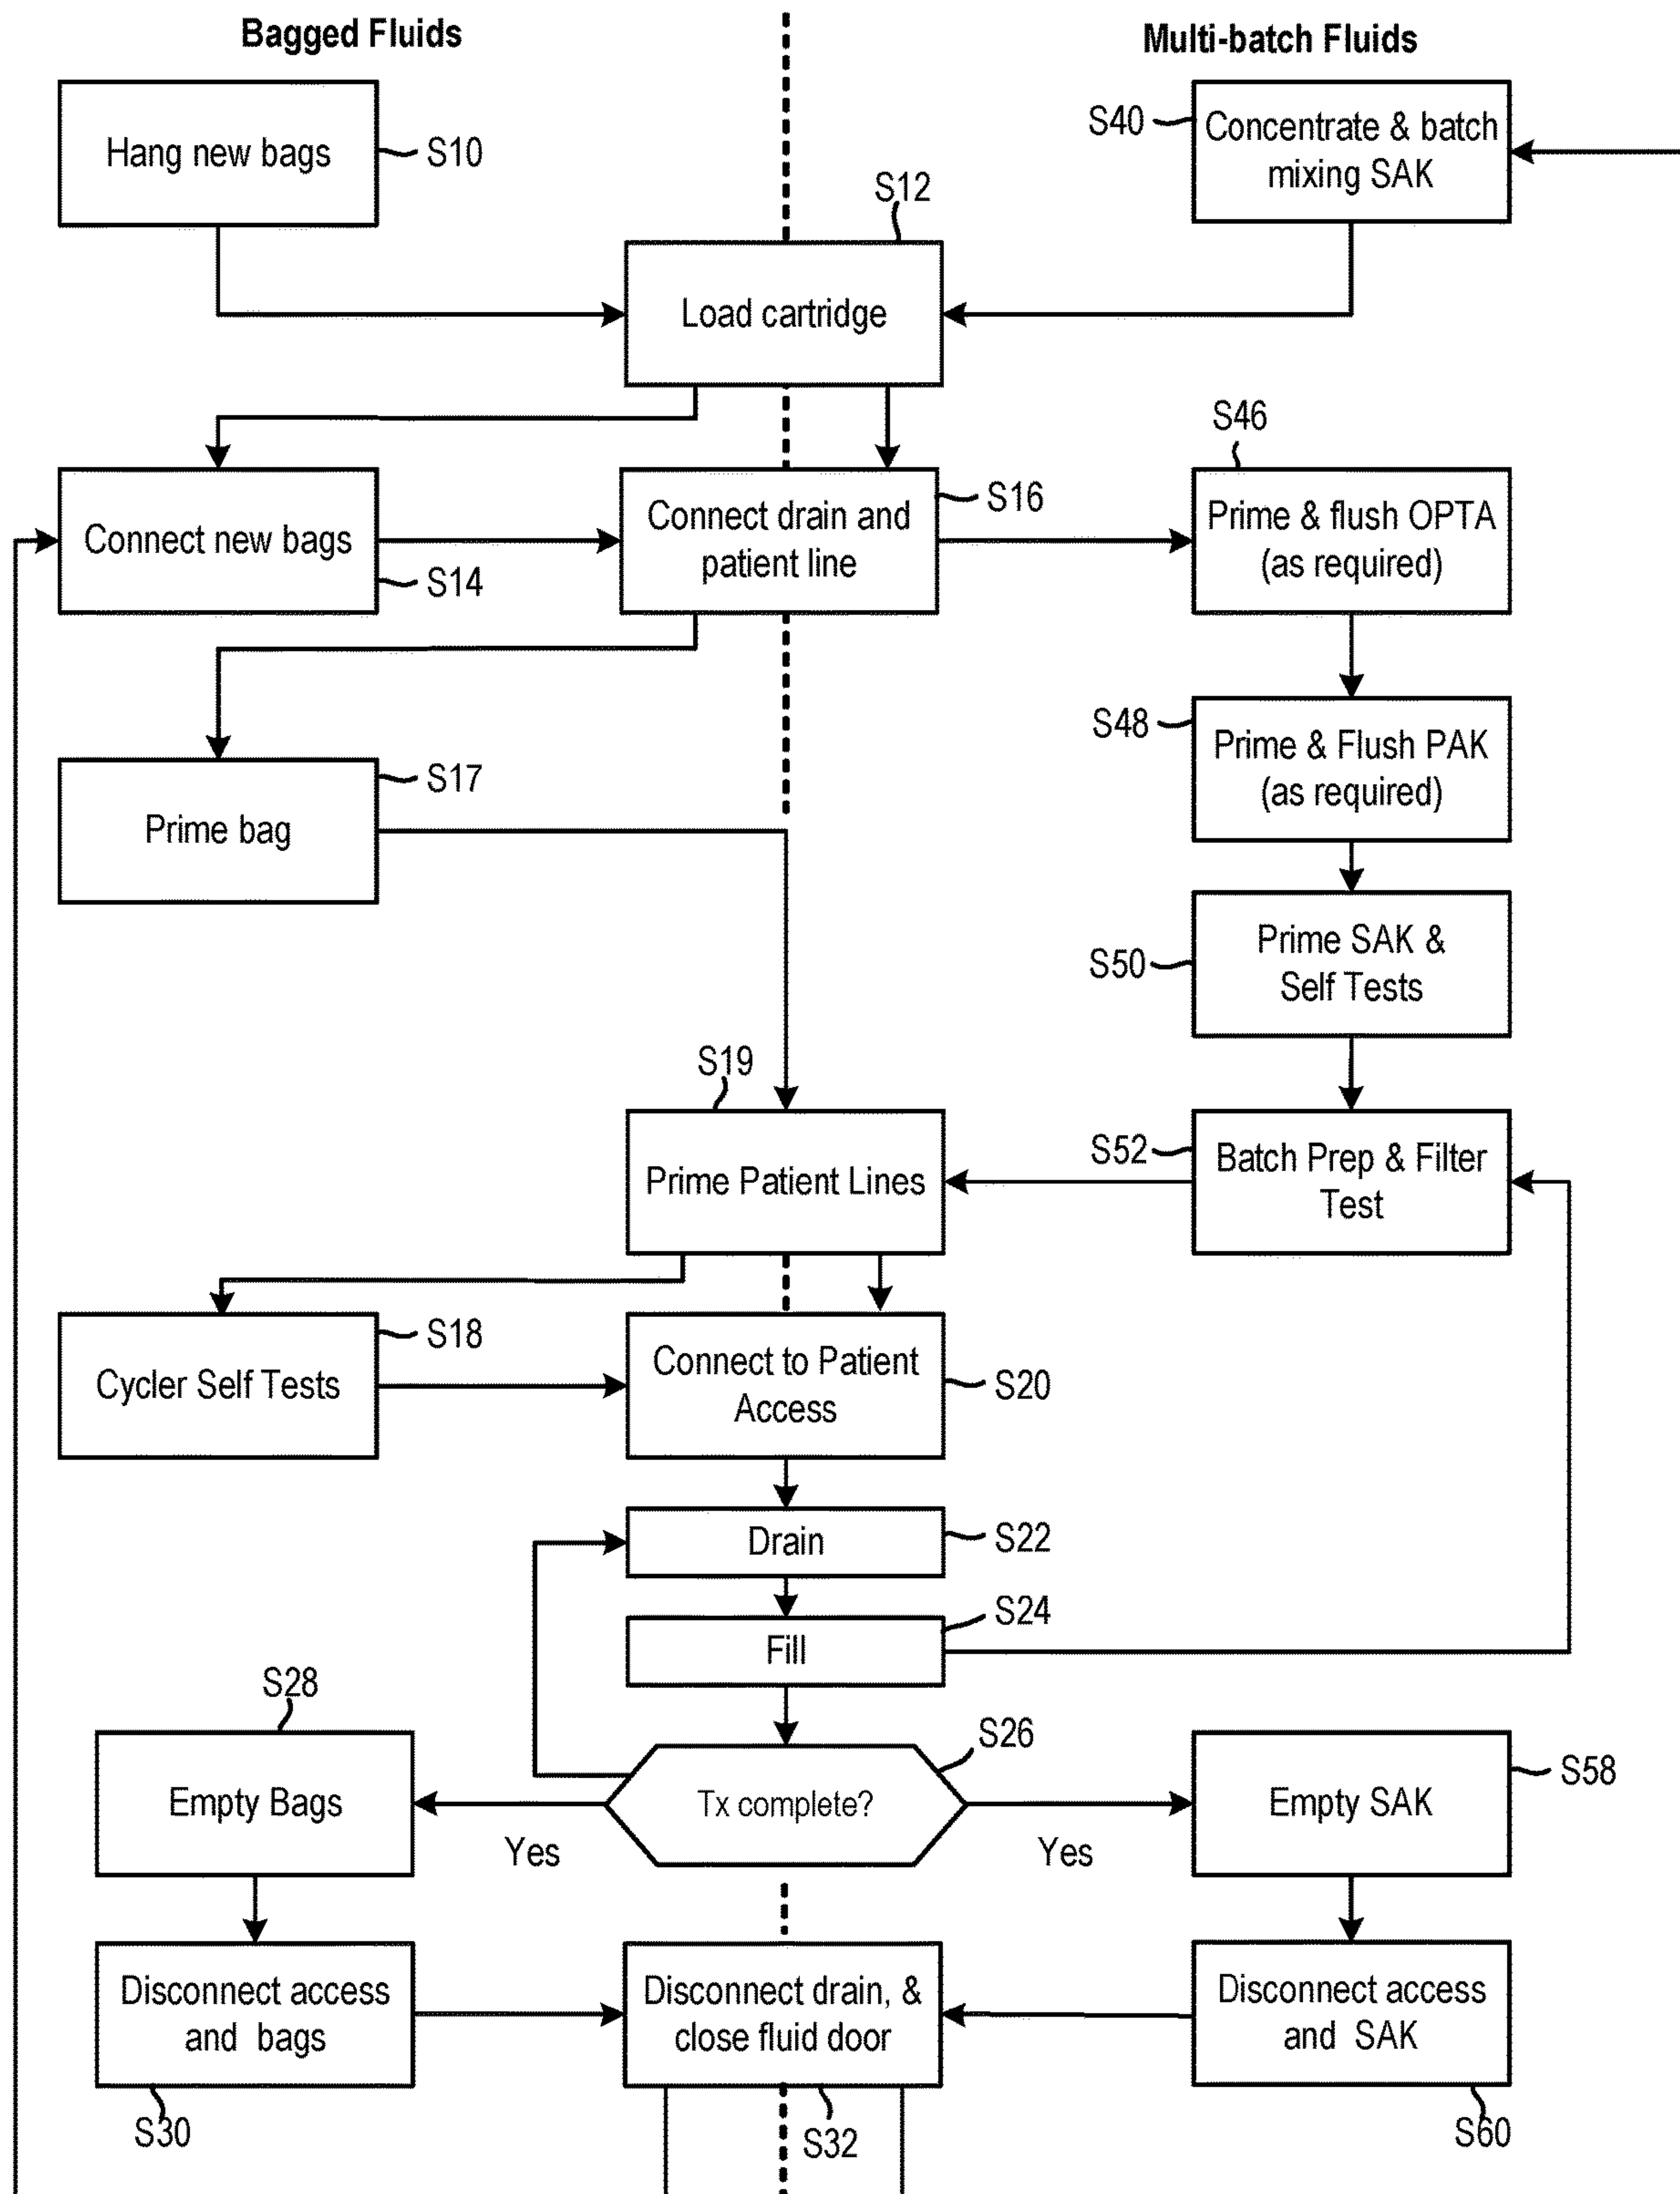 Bagged Fluids
Multi-batch Fluids
Hang new bags
S10
S40
Concentrate & batch
mixing SAK
S12
Load cartridge
Connect new bags
S14
Connect drain and
patient line
S16
S46
Prime & flush OPTA
(as required)
Prime bag
S17
S48
Prime & Flush PAK
(as required)
S50
Prime SAK &
Self Tests
S19
Prime Patient Lines
S52
Batch Prep & Filter
Test
Cycler Self Tests
S18
Connect to Patient
Access
S20
Drain
S22
Fill
S24
S28
Empty Bags
Yes
Tx complete?
S26
Yes
Empty SAK
S58
Disconnect access
and bags
S30
Disconnect drain, &
close fluid door
S32
Disconnect access
and SAK
S60